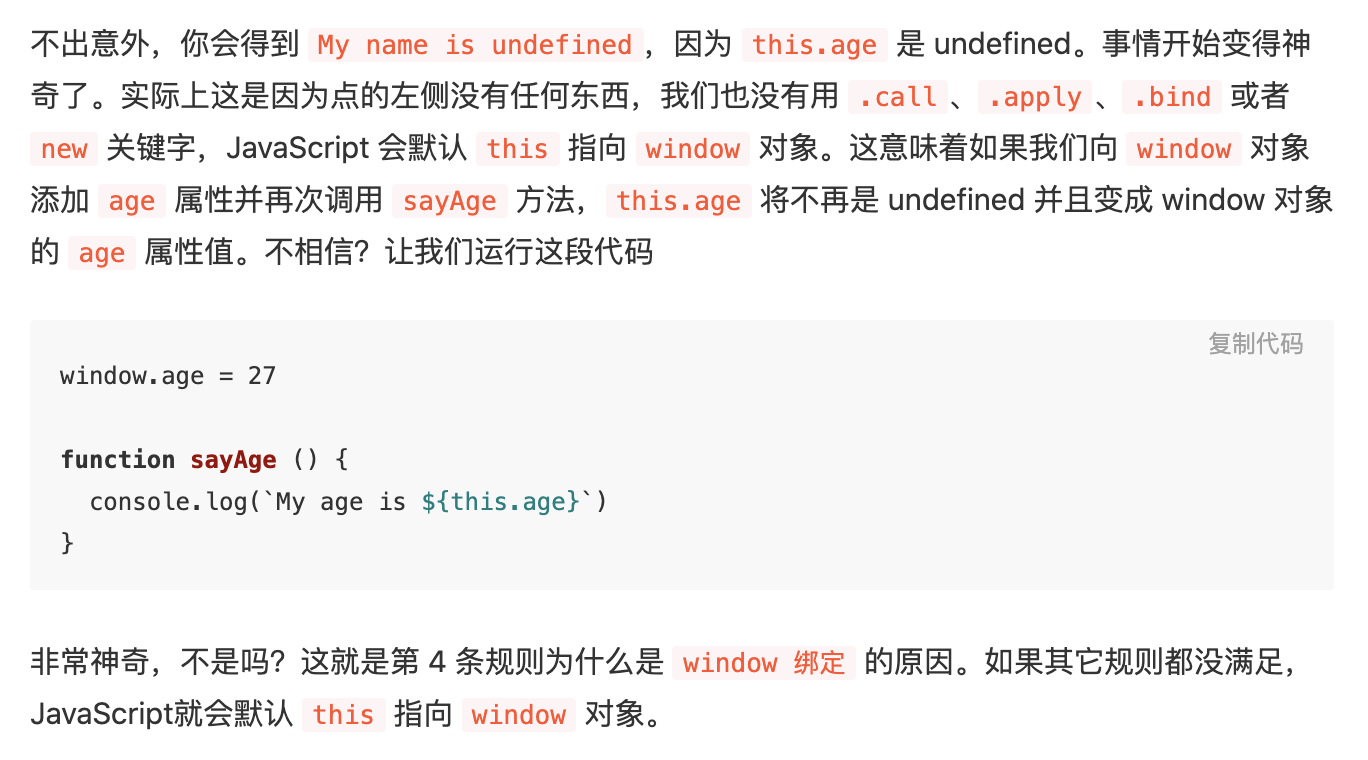 不出意外，你会得到 My name is undefined ，因为 this.age 是 undefined。事情开始变得神
奇了。实际上这是因为点的左侧没有任何东西，我们也没有用 .call 、 .apply 、 .bind 或者
new 关键字，JavaScript 会默认 this 指向 window 对象。这意味着如果我们向 window 对象
添加 age 属性并再次调用 sayAge 方法， this.age 将不再是 undefined 并且变成 window 对象
的 age 属性值。不相信？让我们运行这段代码
复制代码
window.age = 27
function sayAge () {
  console.log(`My age is ${this.age}`)
}
非常神奇，不是吗？这就是第 4 条规则为什么是 window 绑定 的原因。如果其它规则都没满足，
JavaScript就会默认 this 指向 window 对象。